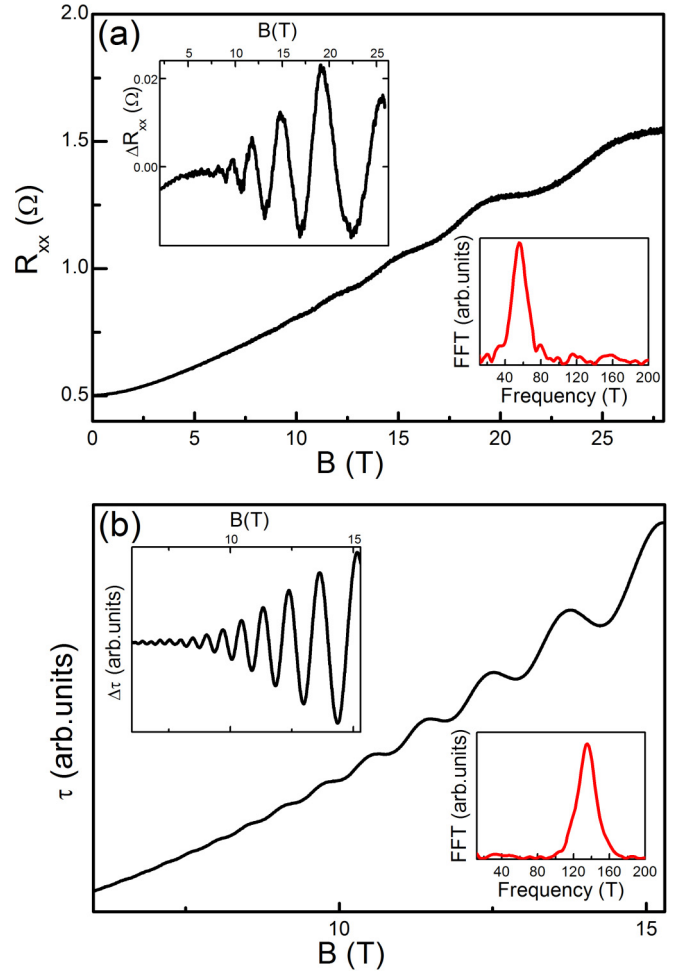 (a)
2.0
1.5
1.0
0.5
R_xx (Ω)
0 5 10 15 20 25
B (T)
B(T)
5 10 15 20 25
0.02
0.00
ΔR_xx (Ω)
FFT (arb.units)
40 80 120 160 200
Frequency (T)
(b)
τ (arb.units)
10 15
B (T)
B(T)
10 15
Δτ (arb.units)
FFT (arb.units)
40 80 120 160 200
Frequency (T)